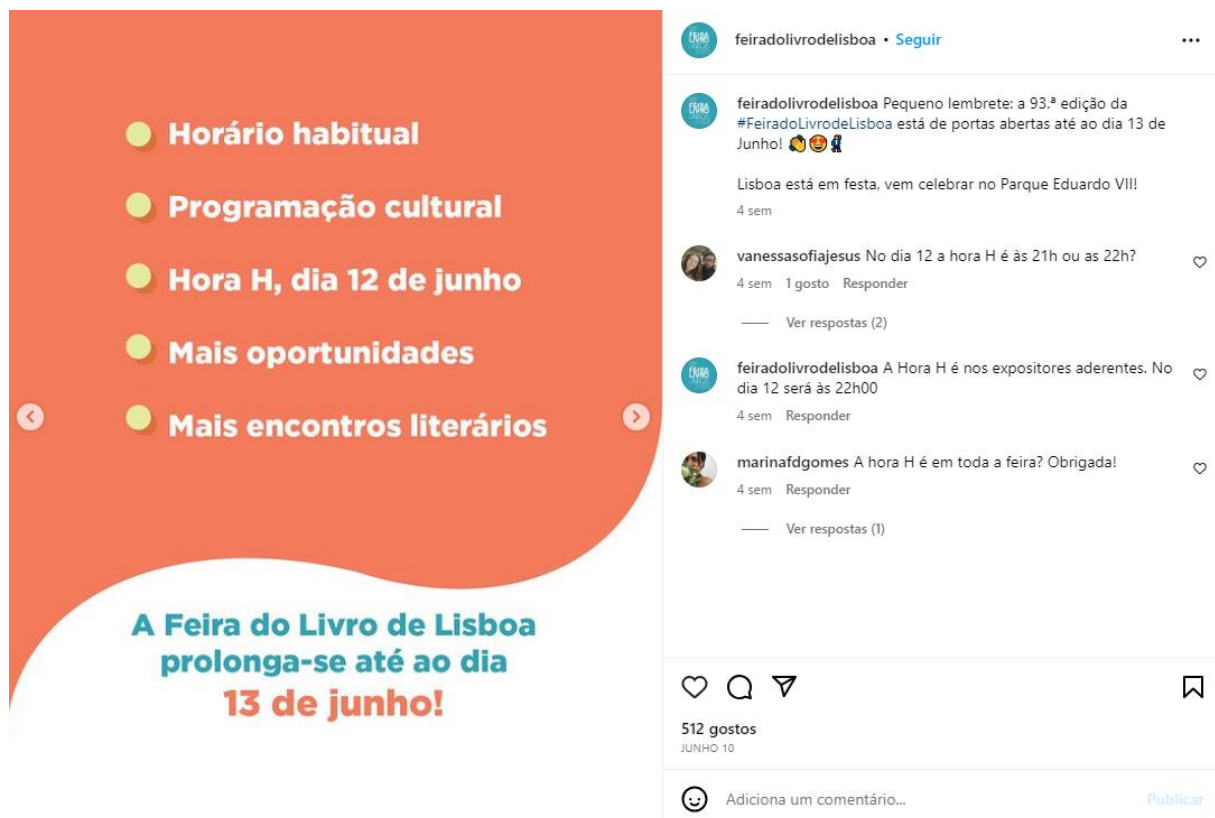 Horário habitual
Programação cultural
Hora H, dia 12 de junho
Mais oportunidades
Mais encontros literários
A Feira do Livro de Lisboa
prolonga-se até ao dia
13 de junho!
feiradolivrodelisboa • Seguir
feiradolivrodelisboa Pequeno lembrete: a 93.ª edição da
#FeiradoLivrodeLisboa está de portas abertas até ao dia 13 de
Junho! 👏🤩
Lisboa está em festa, vem celebrar no Parque Eduardo VII!
4 sem
vanessasofiajesus No dia 12 a hora H é às 21h ou as 22h?
4 sem 1 gosto Responder
Ver respostas (2)
feiradolivrodelisboa A Hora H é nos expositores aderentes. No
dia 12 será às 22h00
4 sem Responder
marinafdgomes A hora H é em toda a feira? Obrigada!
4 sem Responder
Ver respostas (1)
512 gostos
JUNHO 10
Adiciona um comentário... Publicar